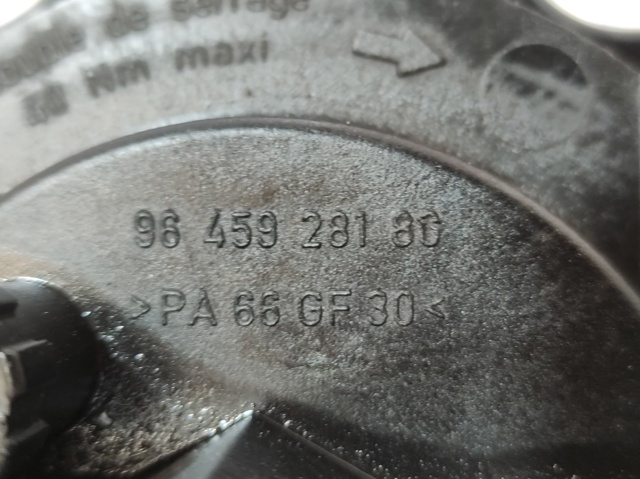 de serrage
Nm maxi
96 459 281 80
>PA 66 GF 30<